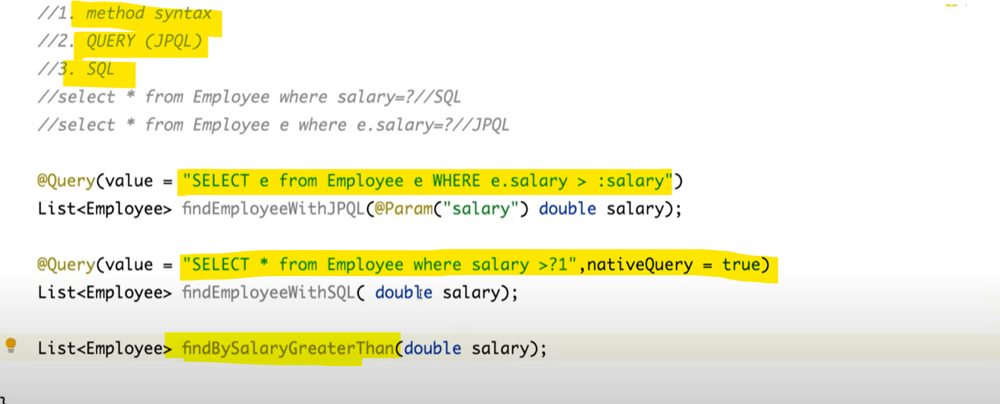 //1. method syntax
//2. QUERY (JPQL)
//3. SQL
//select * from Employee where salary=?//SQL
//select * from Employee e where e.salary=?//JPQL
@Query(value = "SELECT e from Employee e WHERE e.salary > :salary")
List<Employee> findEmployeeWithJPQL(@Param("salary") double salary);
@Query(value = "SELECT * from Employee where salary >?1",nativeQuery = true)
List<Employee> findEmployeeWithSQL( double salary);
List<Employee> findBySalaryGreaterThan(double salary);
}